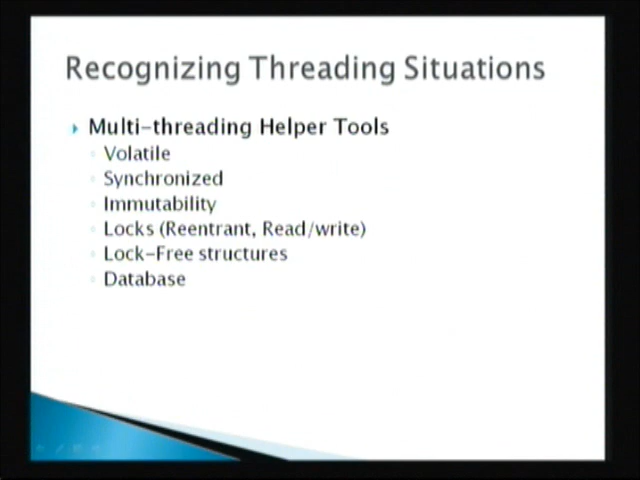 Recognizing Threading Situations
Multi-threading Helper Tools
Volatile
Synchronized
Immutability
Locks (Reentrant, Read/write)
Lock-Free structures
Database